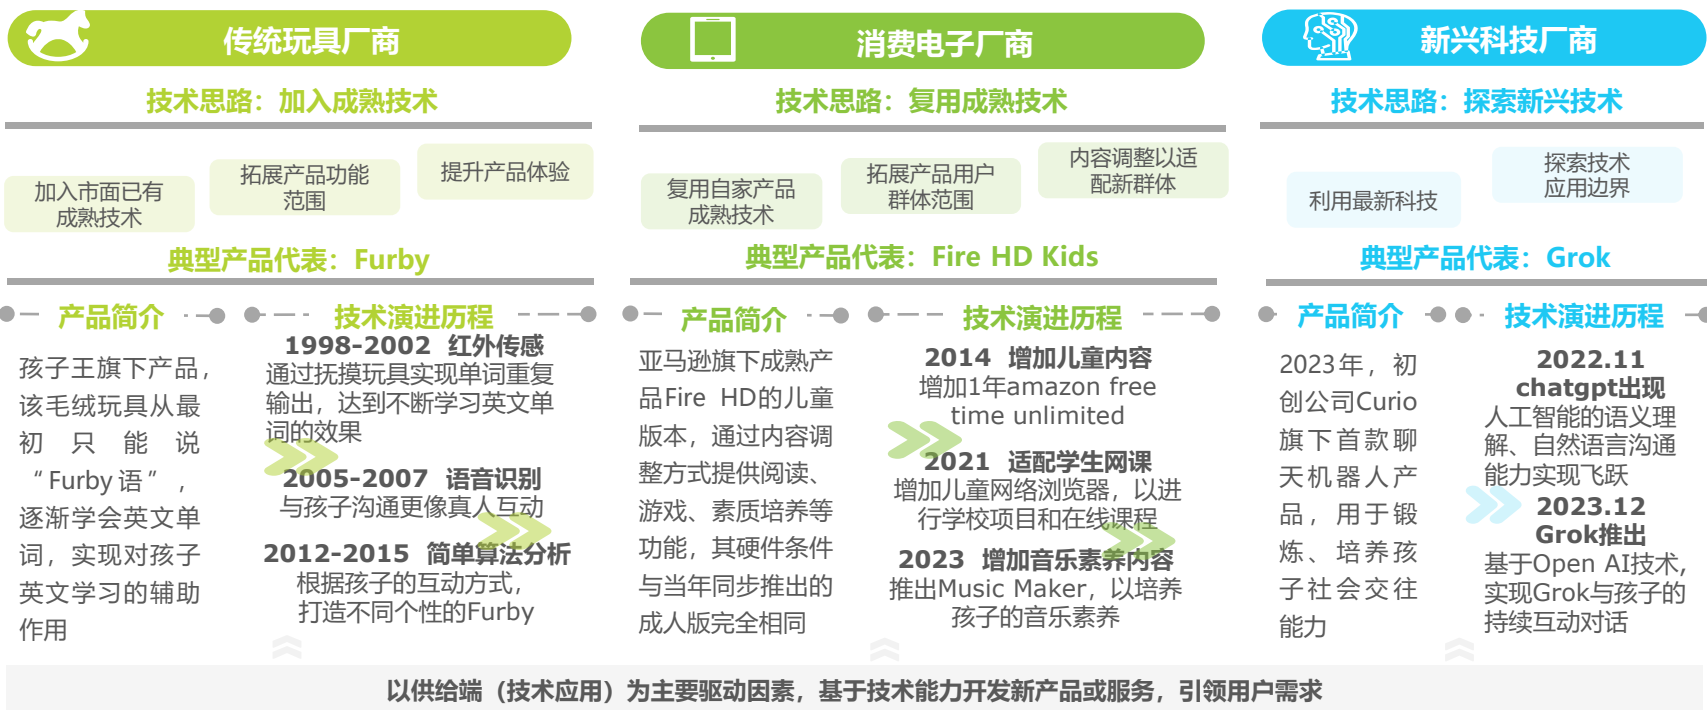 传统玩具厂商
技术思路：加入成熟技术
加入市面已有
成熟技术
拓展产品功能
范围
提升产品体验
典型产品代表：Furby
产品简介
孩子王旗下产品，
该毛绒玩具从最
初只能说
“Furby语”，
逐渐学会英文单
词，实现对孩子
英文学习的辅助
作用
技术演进历程
1998-2002 红外传感
通过抚摸玩具实现单词重复
输出，达到不断学习英文单
词的效果
2005-2007 语音识别
与孩子沟通更像真人互动
2012-2015 简单算法分析
根据孩子的互动方式，
打造不同个性的Furby
消费电子厂商
技术思路：复用成熟技术
复用自家产品
成熟技术
拓展产品用户
群体范围
内容调整以适
配新群体
典型产品代表：Fire HD Kids
产品简介
亚马逊旗下成熟产
品Fire HD的儿童
版本，通过内容调
整方式提供阅读、
游戏、素质培养等
功能，其硬件条件
与当年同步推出的
成人版完全相同
技术演进历程
2014 增加儿童内容
增加1年amazon free
time unlimited
2021 适配学生网课
增加儿童网络浏览器，以进
行学校项目和在线课程
2023 增加音乐素养内容
推出Music Maker，以培养
孩子的音乐素养
新兴科技厂商
技术思路：探索新兴技术
利用最新科技
探索技术
应用边界
典型产品代表：Grok
产品简介
2023年，初
创公司Curio
旗下首款聊
天机器人产
品，用于锻
炼、培养孩
子社会交往
能力
技术演进历程
2022.11
chatgpt出现
人工智能的语义理
解、自然语言沟通
能力实现飞跃
2023.12
Grok推出
基于Open AI技术，
实现Grok与孩子的
持续互动对话
以供给端（技术应用）为主要驱动因素，基于技术能力开发新产品或服务，引领用户需求